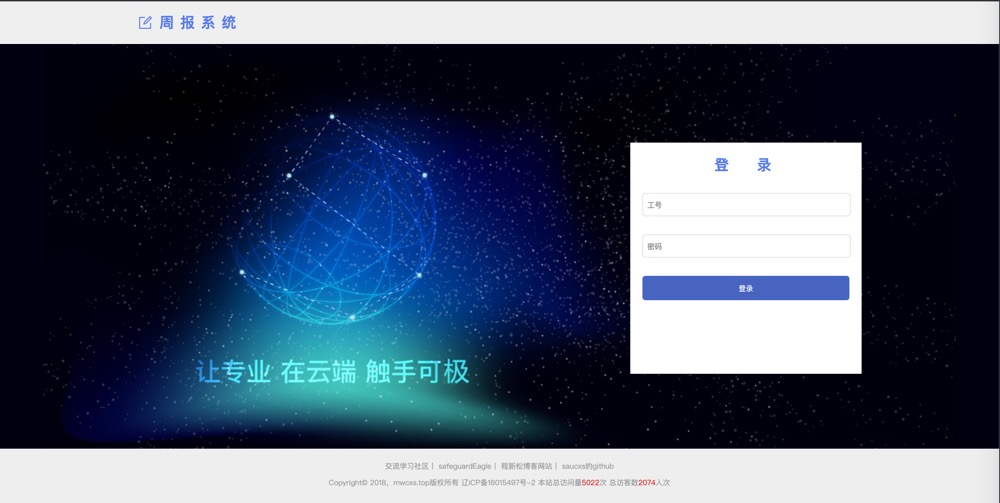 周报系统
登 录
工号
密码
登录
让专业 在云端 触手可极
交流学习社区| safeguardEagle| 程新松博客网站| saucxs的github
Copyright© 2018，mwcxs.top版权所有 辽ICP备16015497号-2 本站总访问量5022次 总访客数2074人次